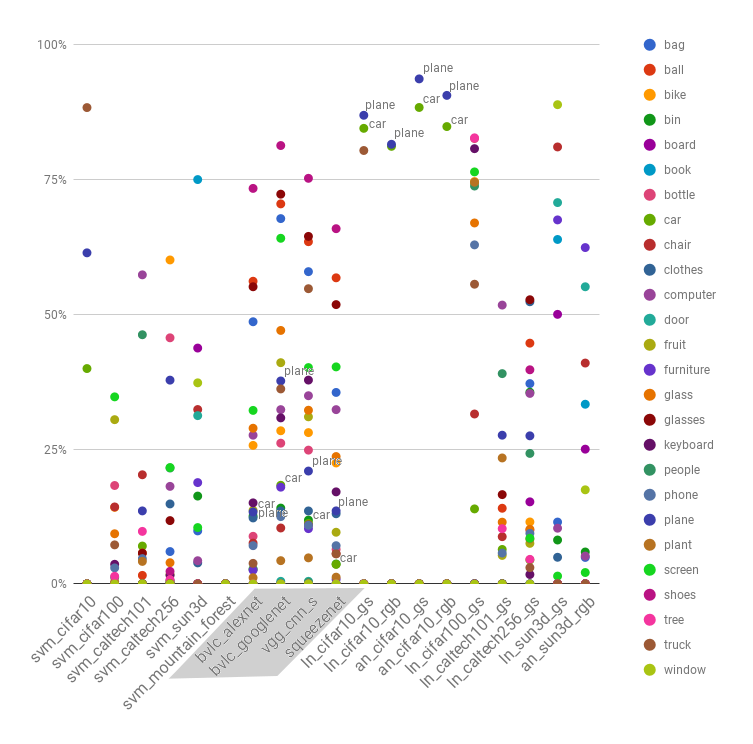 100%
75%
50%
25%
0%
plane
car
plane
plane
car
plane
car
plane
car
car
plane
plane
car
plane
car
svm_cifar10
svm_cifar100
svm_caltech101
svm_caltech256
svm_sun3d
svm_mountain_forest
bvlc_alexnet
bvlc_googlenet
vgg_cnn_s
squeezenet
ln_cifar10_gs
ln_cifar10_rgb
an_cifar10_gs
an_cifar10_rgb
ln_cifar100_gs
ln_caltech101_gs
ln_caltech256_gs
ln_sun3d_gs
an_sun3d_rgb
bag
ball
bike
bin
board
book
bottle
car
chair
clothes
computer
door
fruit
furniture
glass
glasses
keyboard
people
phone
plane
plant
screen
shoes
tree
truck
window